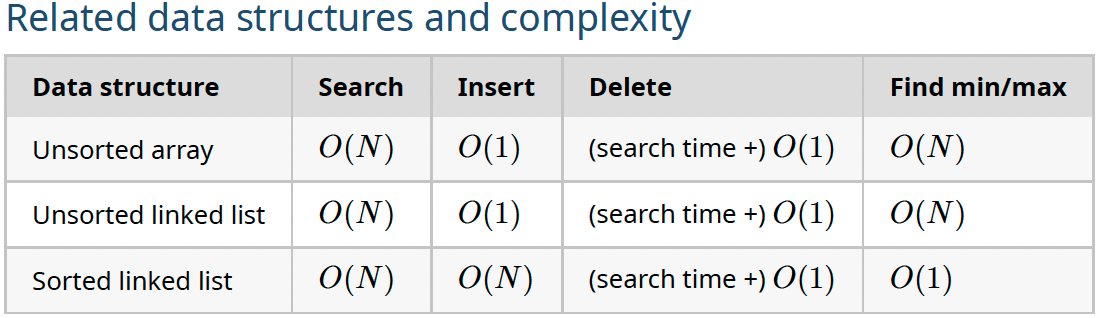 Related data structures and complexity
Data structure Search Insert Delete Find min/max
Unsorted array O(N) O(1) (search time +) O(1) O(N)
Unsorted linked list O(N) O(1) (search time +) O(1) O(N)
Sorted linked list O(N) O(N) (search time +) O(1) O(1)